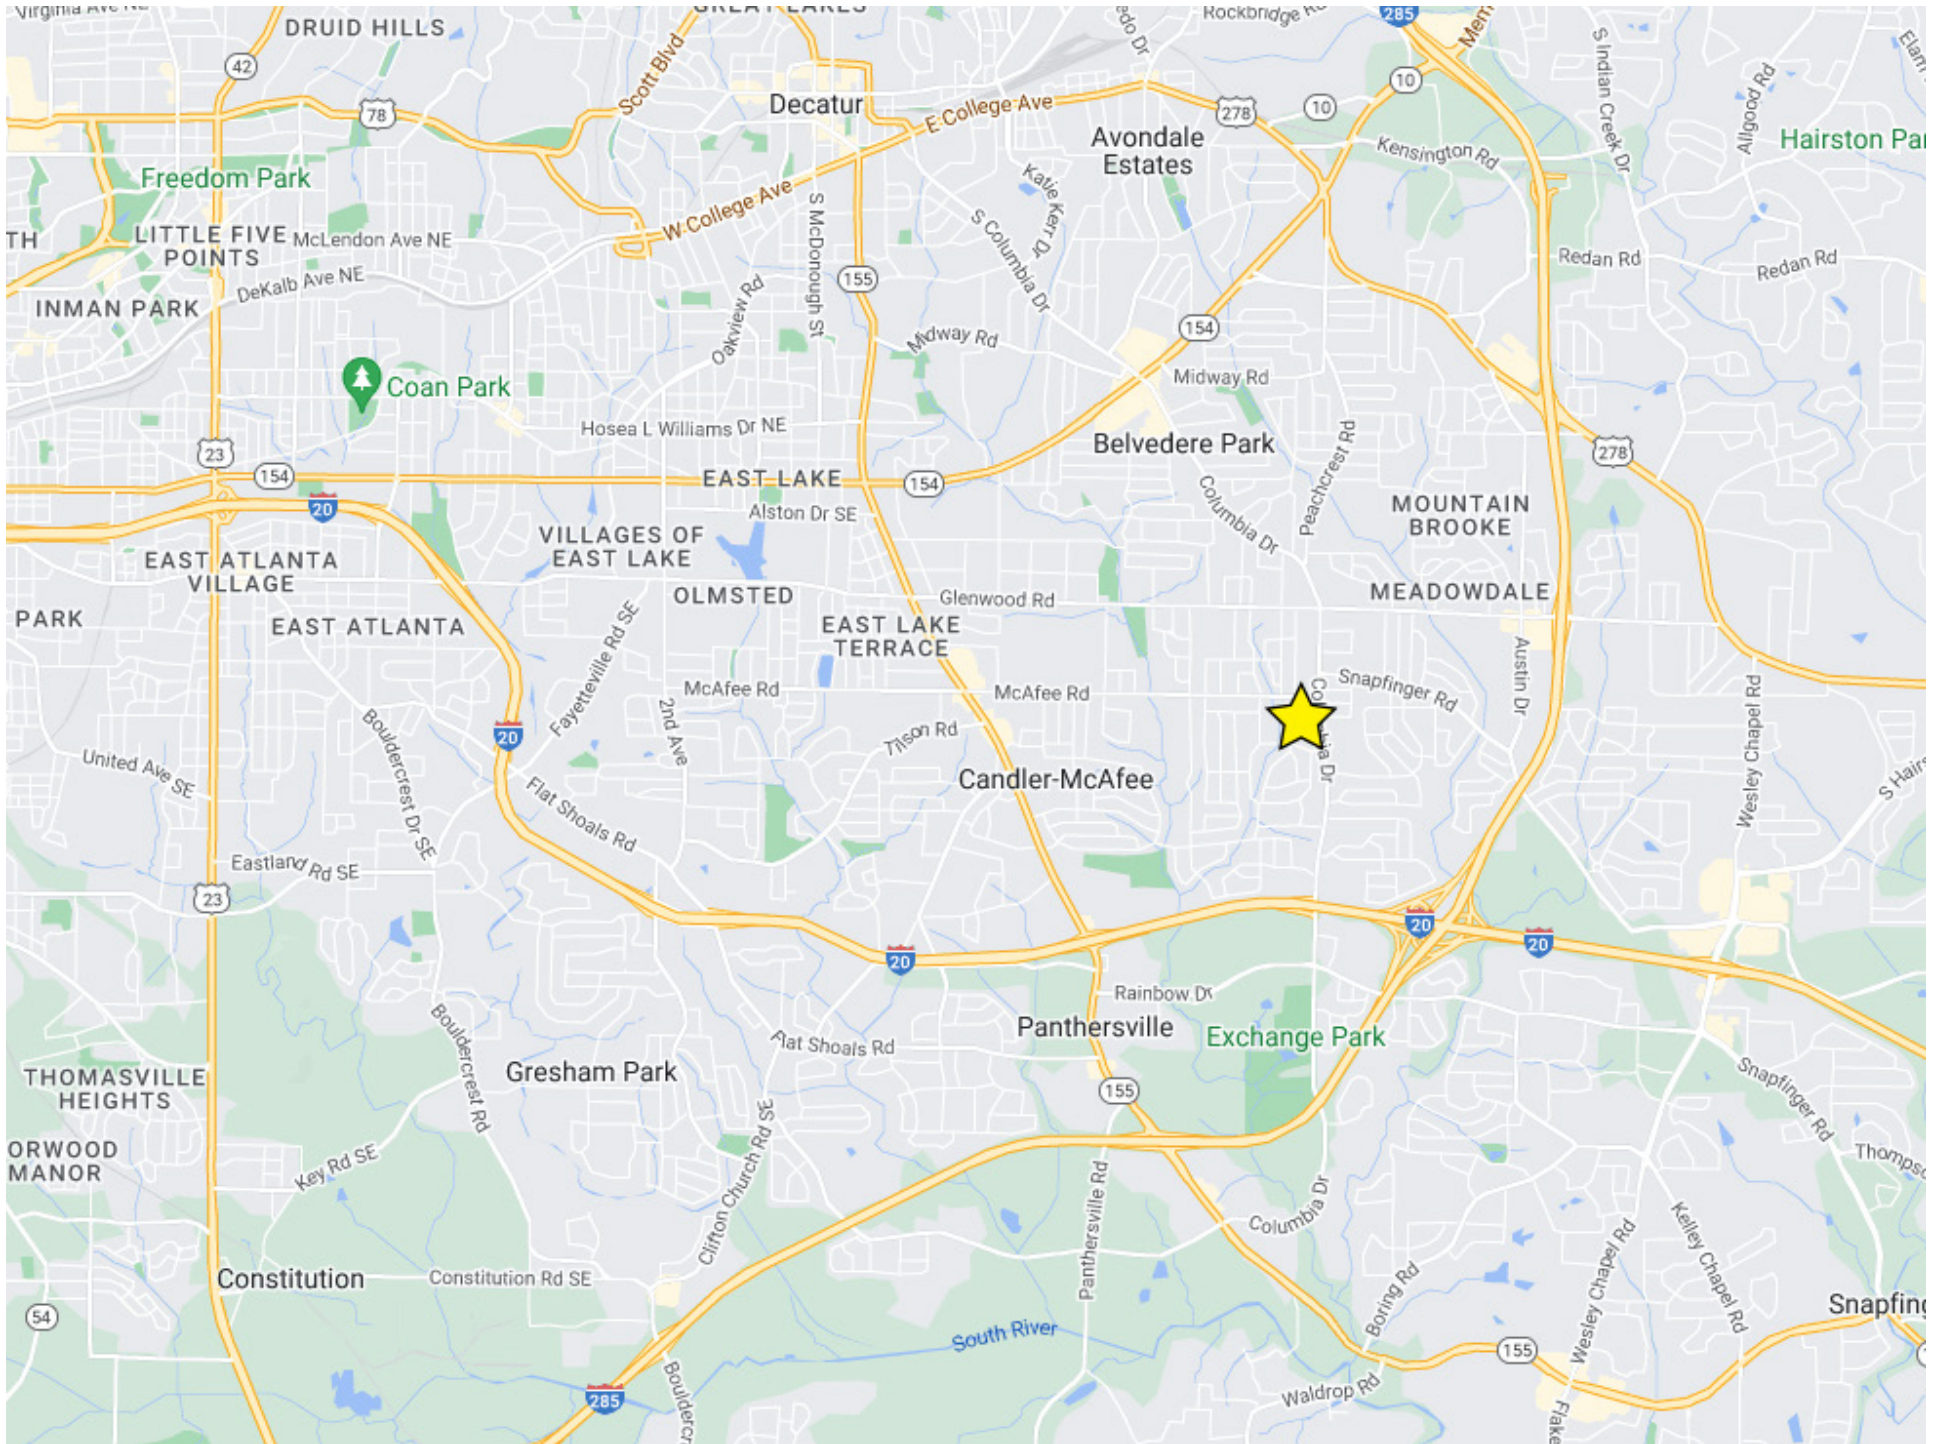 Virginia Ave NE
DRUID HILLS
GREAT LAKES
Rockbridge
285
42
Scott Blvd
10
S Indian Creek Dr
Allgood Rd
78
Decatur
E College Ave
278
10
Avondale
Estates
Kensington Rd
Freedom Park
Katie Kerr Dr
W College Ave
S McDonough St
S Columbia Dr
TH
LITTLE FIVE
POINTS
McLendon Ave NE
DeKalb Ave NE
155
Redan Rd
Redan Rd
INMAN PARK
Oakview Rd
Midway Rd
154
Coan Park
Midway Rd
Hosea L Williams Dr NE
Belvedere Park
Peachcrest Rd
23
154
278
EAST LAKE
154
20
Alston Dr SE
Columbia Dr
MOUNTAIN
BROOKE
VILLAGES OF
EAST LAKE
EAST ATLANTA
VILLAGE
OLMSTED
Glenwood Rd
MEADOWDALE
PARK
EAST ATLANTA
EAST LAKE
TERRACE
Fayetteville Rd SE
Austin Dr
McAfee Rd
McAfee Rd
Snapfinger Rd
Wesley Chapel Rd
2nd Ave
Tilson Rd
20
Bouldercrest Dr SE
United Ave SE
Candler-McAfee
Flat Shoals Rd
Eastland Rd SE
23
20
20
20
Rainbow Dr
Panthersville
Exchange Park
Bouldercrest Rd
Flat Shoals Rd
Gresham Park
THOMASVILLE
HEIGHTS
155
Snapfinger Rd
ORWOOD
MANOR
Key Rd SE
Clifton Church Rd SE
Panthersville Rd
Columbia Dr
Kelley Chapel Rd
Constitution
Constitution Rd SE
Boring Rd
Wesley Chapel Rd
54
South River
155
285
Waldrop Rd